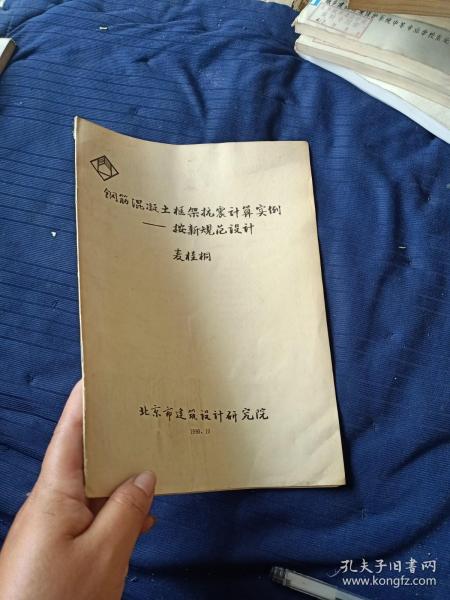 钢筋混凝土框架抗震计算实例
——按新规范设计
麦桂桐
北京市建筑设计研究院
1990.10
孔夫子旧书网
www.kongfz.com